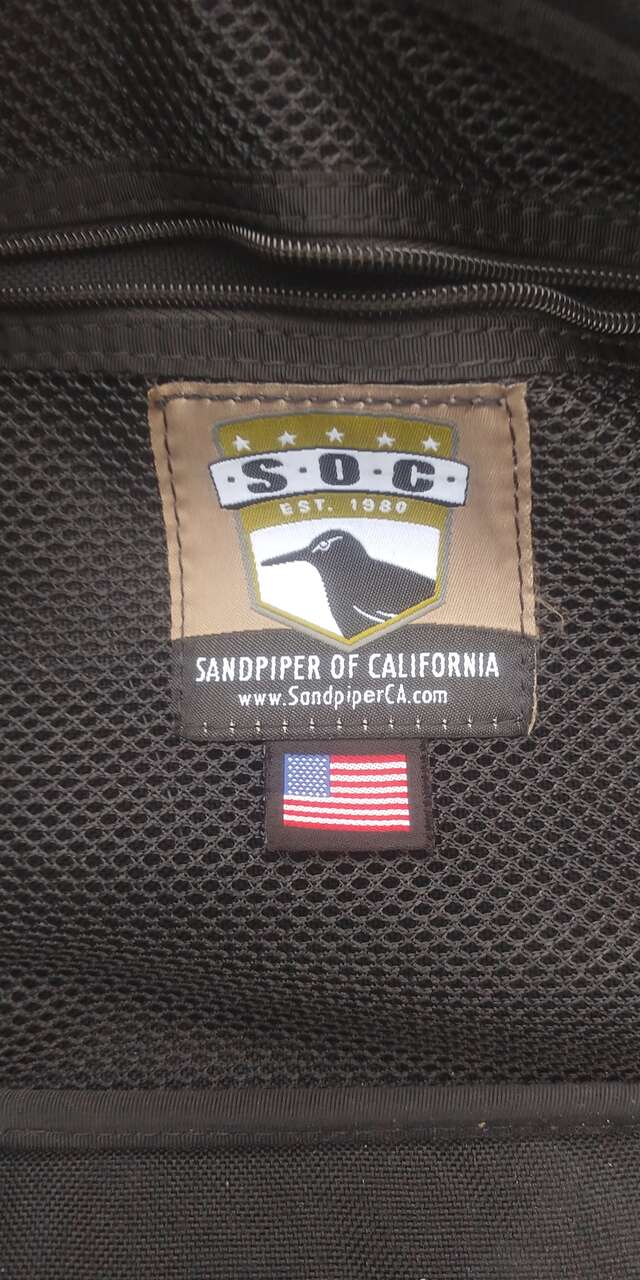 ·S·O·C·
EST. 1980
SANDPIPER OF CALIFORNIA
www.SandpiperCA.com